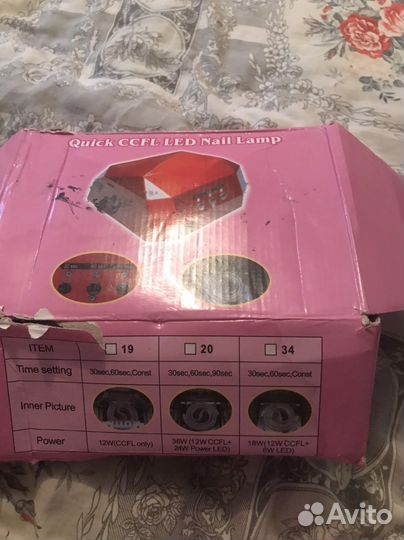 Quick CCFL LED Nail Lamp
ITEM 19 20 34
Time setting 30sec,60sec,Const 30sec,60sec,90sec 30sec,60sec,Const
Inner Picture
Power 12W(CCFL only) 36W(12W CCFL+ 24W Power LED) 18W(12W CCFL+ 6W LED)
Avito